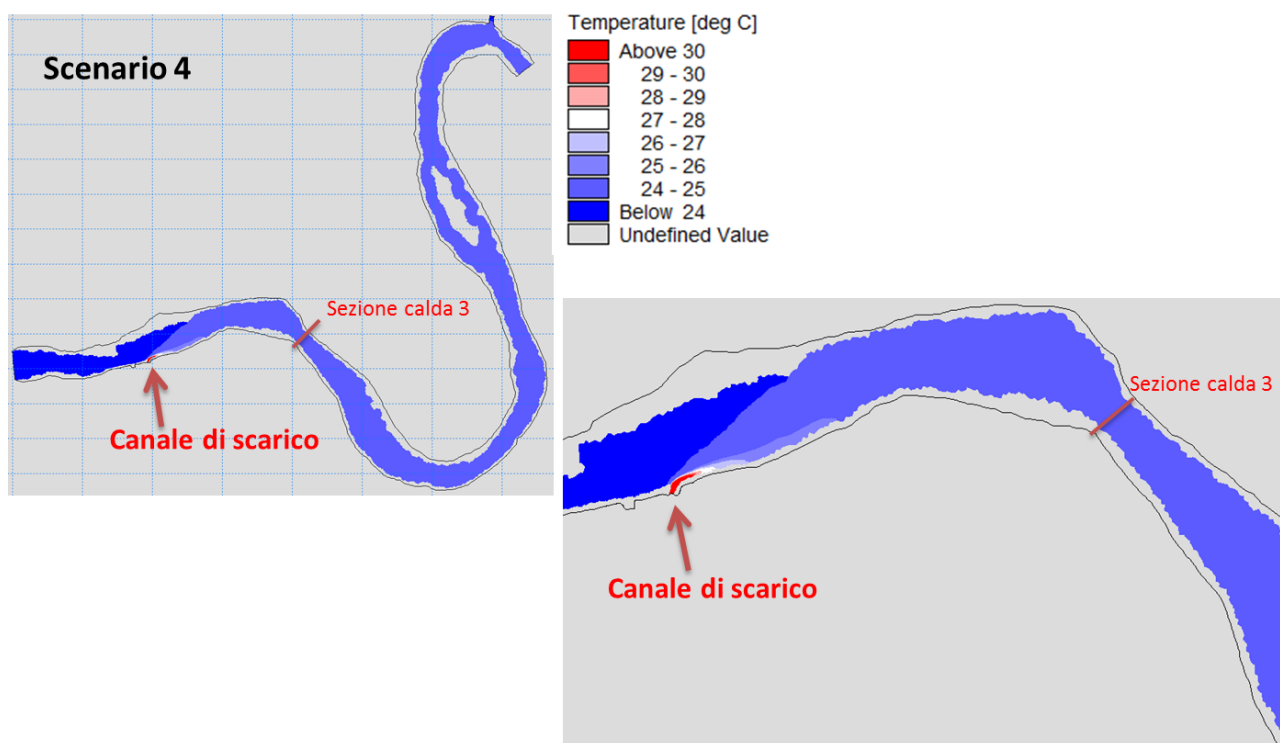 Scenario 4
Temperature [deg C]
Above 30
29 - 30
28 - 29
27 - 28
26 - 27
25 - 26
24 - 25
Below 24
Undefined Value
Sezione calda 3
Canale di scarico
Sezione calda 3
Canale di scarico